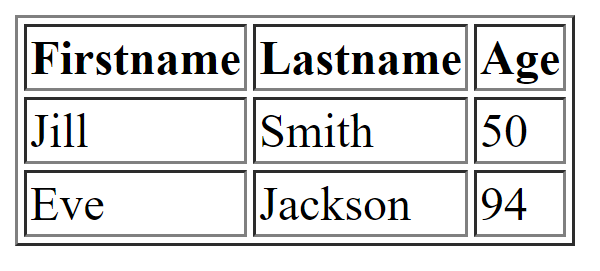 Firstname Lastname Age
Jill Smith 50
Eve Jackson 94